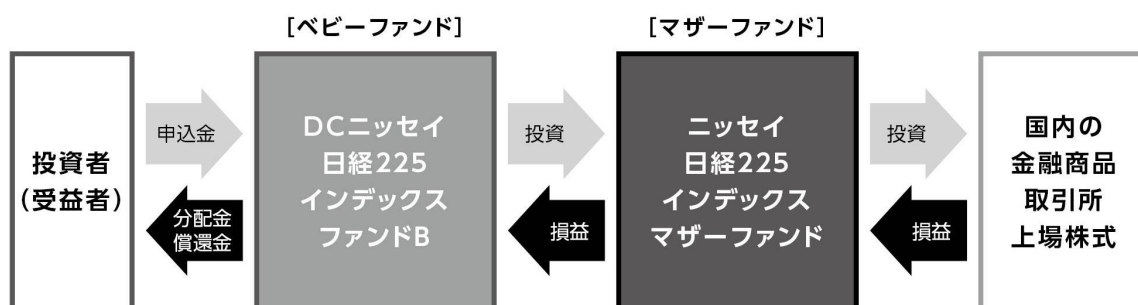 [ベビーファンド]
[マザーファンド]
投資者
(受益者)
申込金
分配金
償還金
DCニッセイ
日経225
インデックス
ファンドB
投資
損益
ニッセイ
日経225
インデックス
マザーファンド
投資
損益
国内の
金融商品
取引所
上場株式